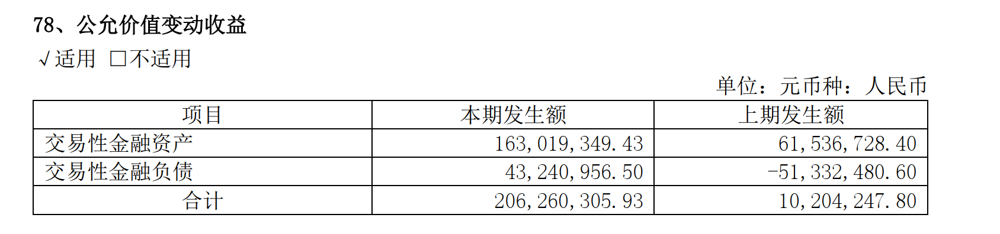 78、公允价值变动收益
√适用 □不适用
单位：元币种：人民币
项目 本期发生额 上期发生额
交易性金融资产 163,019,349.43 61,536,728.40
交易性金融负债 43,240,956.50 -51,332,480.60
合计 206,260,305.93 10,204,247.80